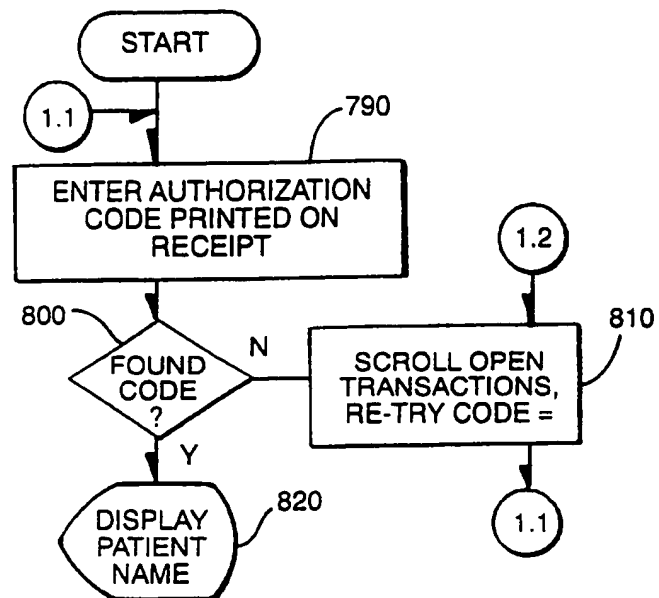 START
1.1
790
ENTER AUTHORIZATION
CODE PRINTED ON
RECEIPT
1.2
800
810
FOUND
CODE
?
N
SCROLL OPEN
TRANSACTIONS,
RE-TRY CODE =
Y
820
DISPLAY
PATIENT
NAME
1.1